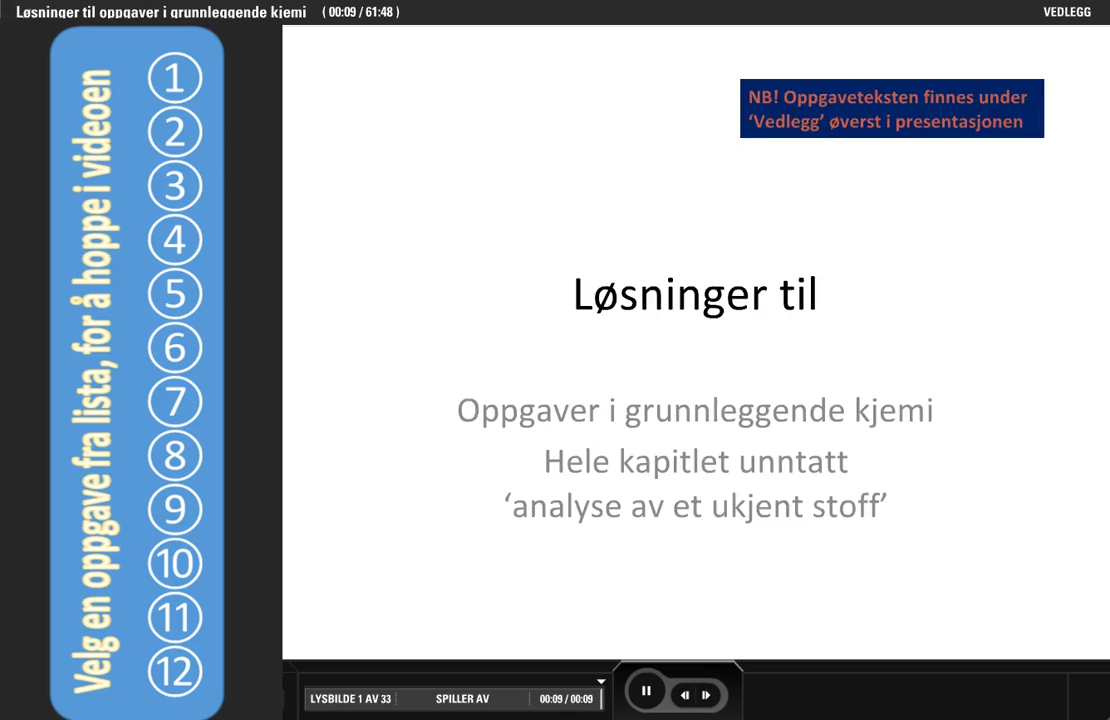 Løsninger til oppgaver i grunnleggende kjemi ( 00:09 / 61:48 )
VEDLEGG
Velg en oppgave fra lista, for å hoppe i videoen
1
2
3
4
5
6
7
8
9
10
11
12
NB! Oppgaveteksten finnes under
‘Vedlegg’ øverst i presentasjonen
Løsninger til
Oppgaver i grunnleggende kjemi
Hele kapitlet unntatt
‘analyse av et ukjent stoff’
LYSBILDE 1 AV 33 SPILLER AV 00:09 / 00:09